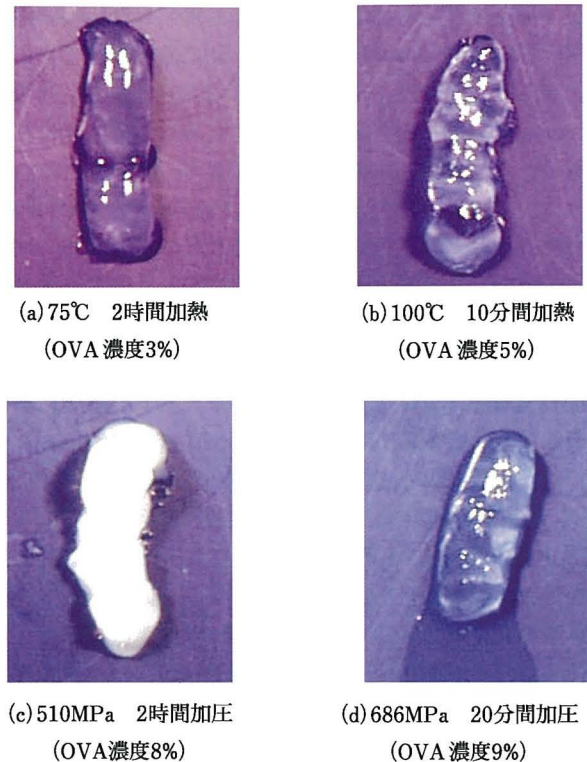 (a)75℃ 2時間加熱
(OVA濃度3%)
(b)100℃ 10分間加熱
(OVA濃度5%)
(c)510MPa 2時間加圧
(OVA濃度8%)
(d)686MPa 20分間加圧
(OVA濃度9%)